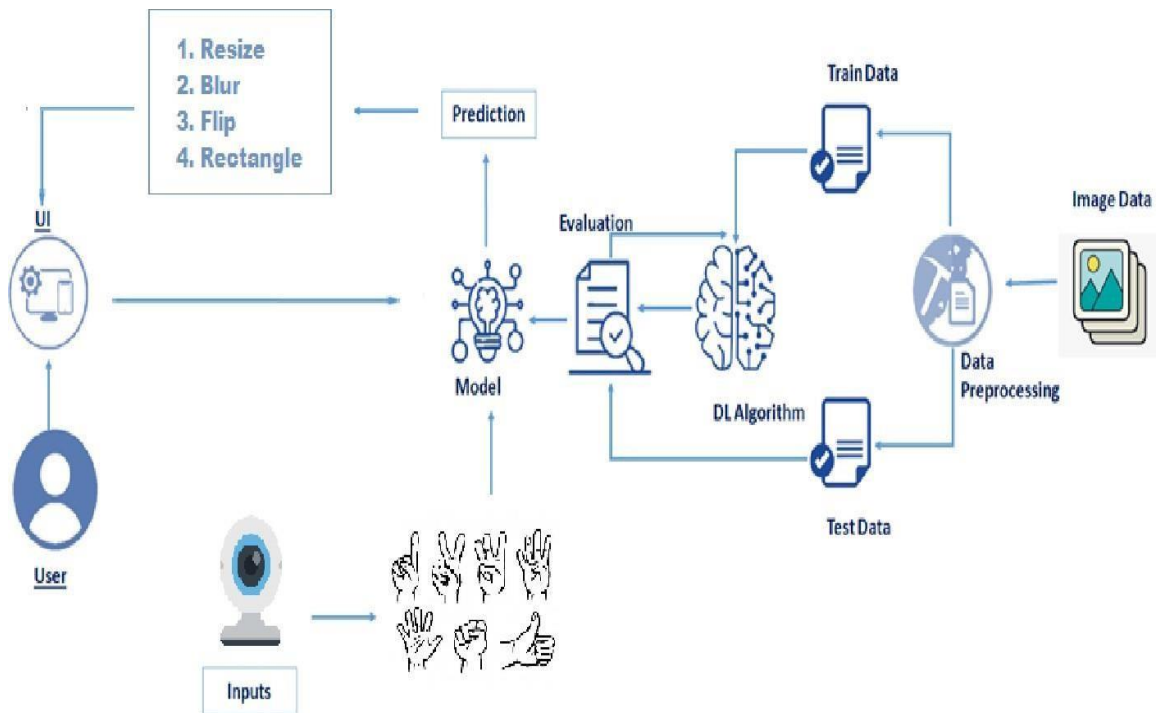 1. Resize
2. Blur
3. Flip
4. Rectangle
Prediction
Train Data
Image Data
UI
Evaluation
Model
DL Algorithm
Data
Preprocessing
Test Data
User
Inputs